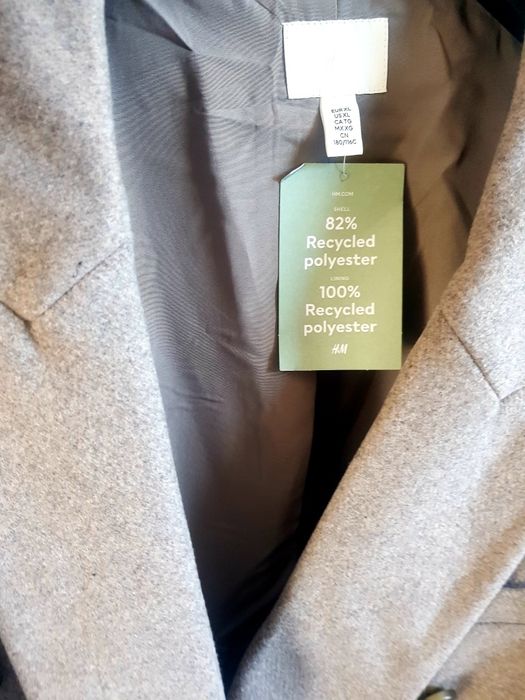 EUR XL
US XL
CA TG
MX XG
CN
180/116C
HM.COM
SHELL
82%
Recycled
polyester
LINING
100%
Recycled
polyester
H&M